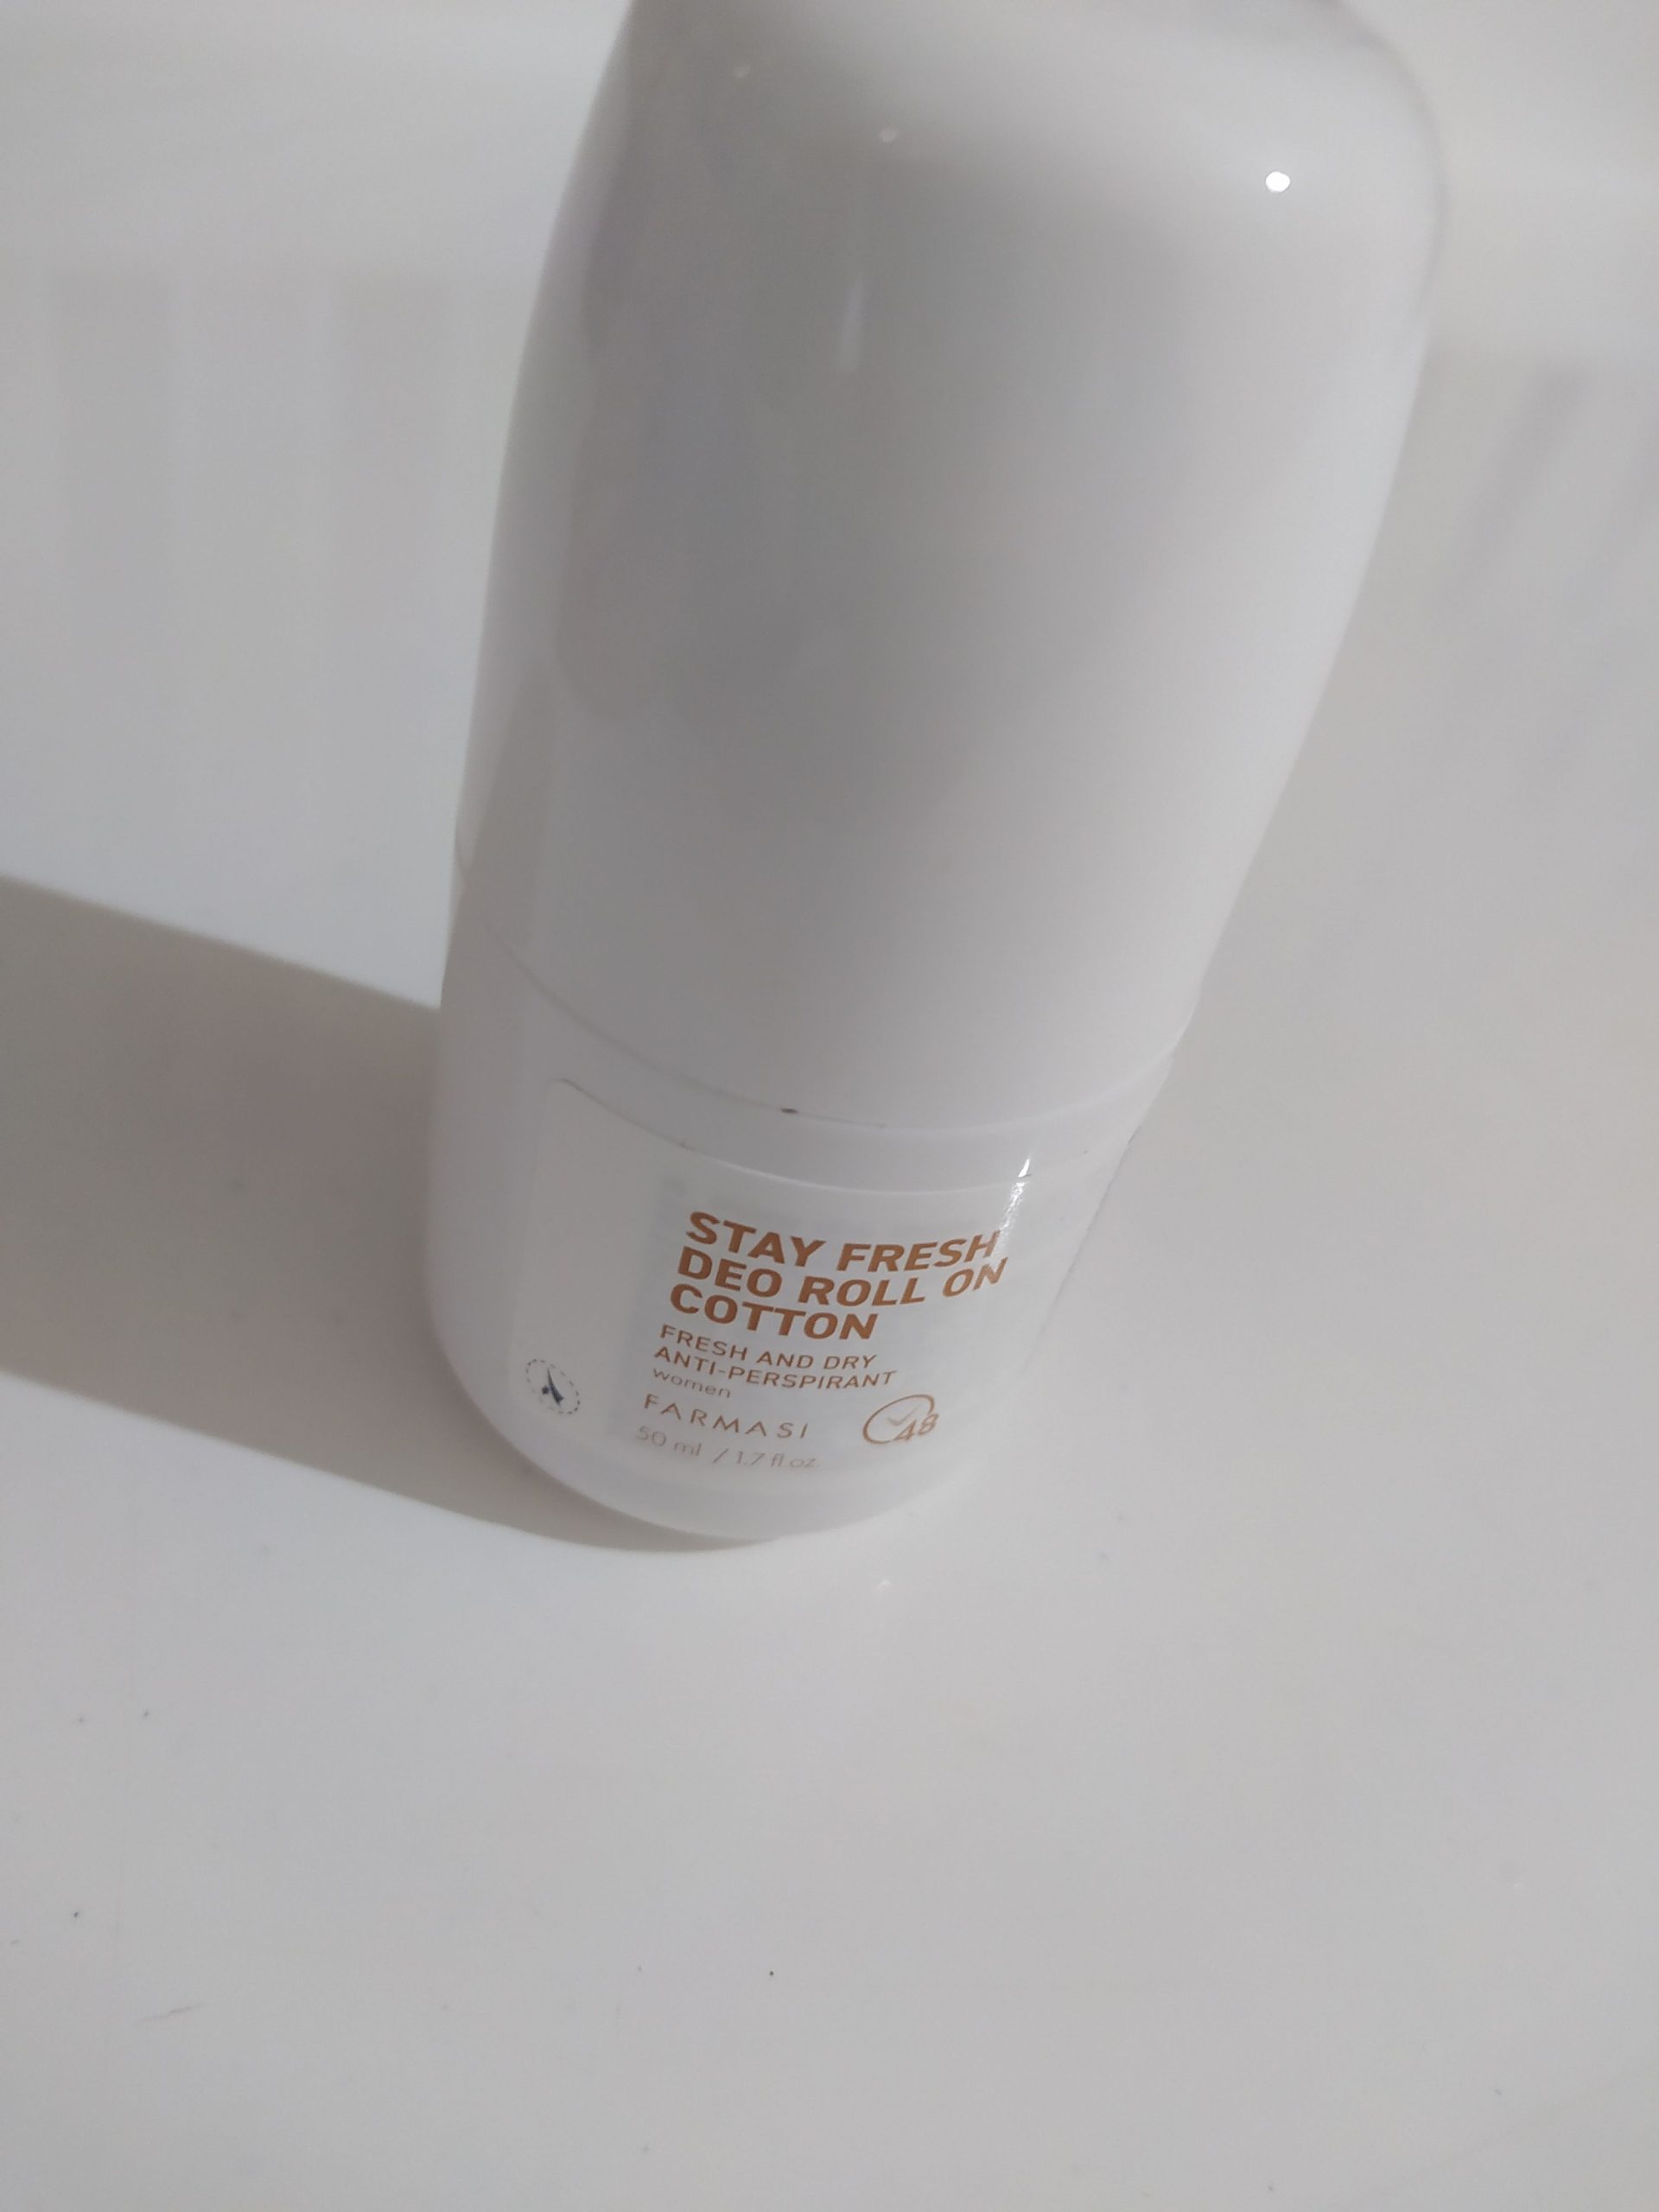 STAY FRESH
DEO ROLL ON
COTTON
FRESH AND DRY
ANTI-PERSPIRANT
women
FARMASI
48
50 ml / 1.7 fl.oz